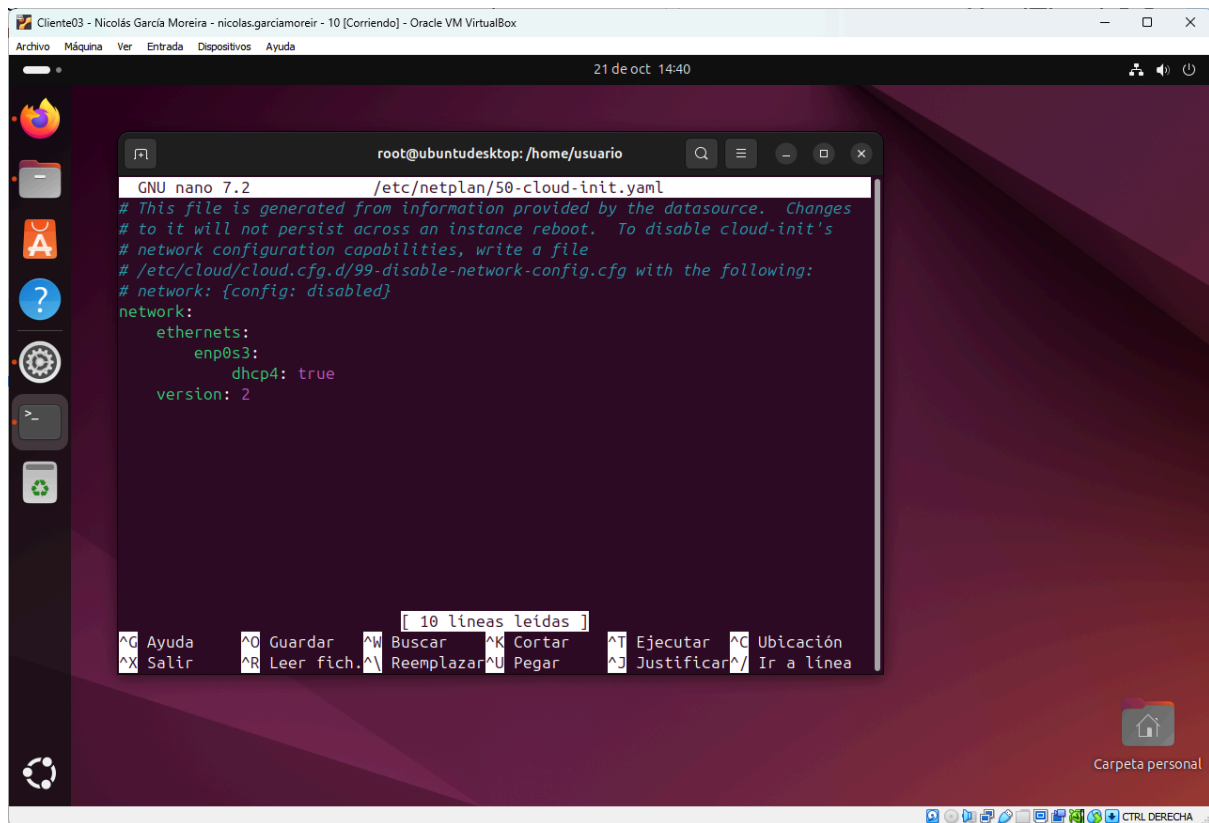 Cliente03 - Nicolás García Moreira - nicolas.garciamoreir - 10 [Corriendo] - Oracle VM VirtualBox
Archivo Máquina Ver Entrada Dispositivos Ayuda
21 de oct 14:40
root@ubuntudesktop: /home/usuario
GNU nano 7.2 /etc/netplan/50-cloud-init.yaml
# This file is generated from information provided by the datasource.  Changes
# to it will not persist across an instance reboot.  To disable cloud-init's
# network configuration capabilities, write a file
# /etc/cloud/cloud.cfg.d/99-disable-network-config.cfg with the following:
# network: {config: disabled}
network:
    ethernets:
        enp0s3:
            dhcp4: true
    version: 2
[ 10 líneas leídas ]
^G Ayuda ^O Guardar ^W Buscar ^K Cortar ^T Ejecutar ^C Ubicación
^X Salir ^R Leer fich. ^\ Reemplazar ^U Pegar ^J Justificar ^/ Ir a línea
Carpeta personal
CTRL DERECHA